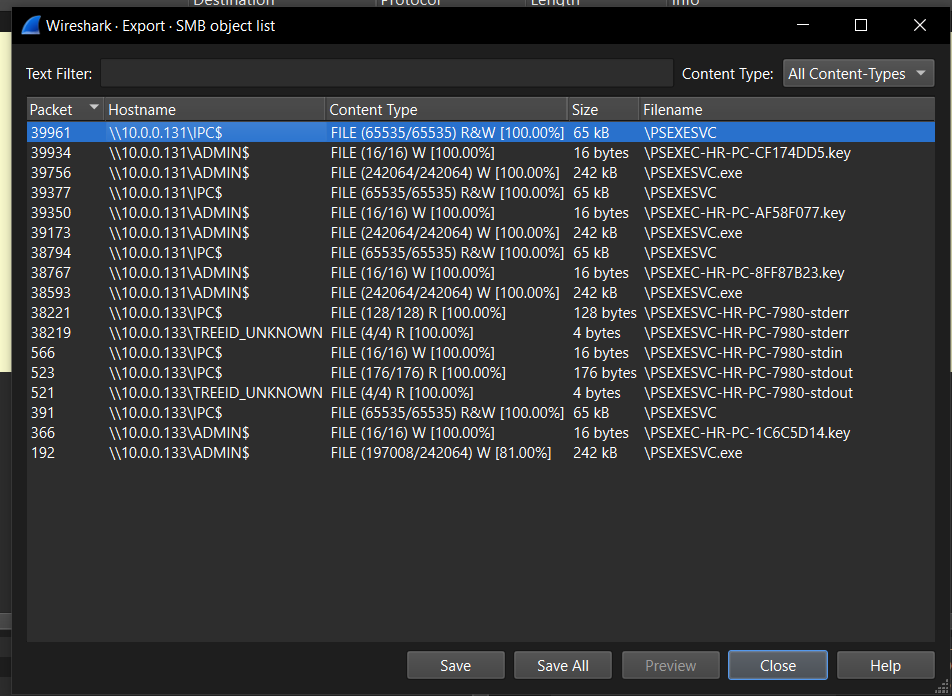 Destination Protocol Length Info
Wireshark · Export · SMB object list
Text Filter: Content Type: All Content-Types
Packet Hostname Content Type Size Filename
39961 \\10.0.0.131\IPC$ FILE (65535/65535) R&W [100.00%] 65 kB \PSEXESVC
39934 \\10.0.0.131\ADMIN$ FILE (16/16) W [100.00%] 16 bytes \PSEXEC-HR-PC-CF174DD5.key
39756 \\10.0.0.131\ADMIN$ FILE (242064/242064) W [100.00%] 242 kB \PSEXESVC.exe
39377 \\10.0.0.131\IPC$ FILE (65535/65535) R&W [100.00%] 65 kB \PSEXESVC
39350 \\10.0.0.131\ADMIN$ FILE (16/16) W [100.00%] 16 bytes \PSEXEC-HR-PC-AF58F077.key
39173 \\10.0.0.131\ADMIN$ FILE (242064/242064) W [100.00%] 242 kB \PSEXESVC.exe
38794 \\10.0.0.131\IPC$ FILE (65535/65535) R&W [100.00%] 65 kB \PSEXESVC
38767 \\10.0.0.131\ADMIN$ FILE (16/16) W [100.00%] 16 bytes \PSEXEC-HR-PC-8FF87B23.key
38593 \\10.0.0.131\ADMIN$ FILE (242064/242064) W [100.00%] 242 kB \PSEXESVC.exe
38221 \\10.0.0.133\IPC$ FILE (128/128) R [100.00%] 128 bytes \PSEXESVC-HR-PC-7980-stderr
38219 \\10.0.0.133\TREEID_UNKNOWN FILE (4/4) R [100.00%] 4 bytes \PSEXESVC-HR-PC-7980-stderr
566 \\10.0.0.133\IPC$ FILE (16/16) W [100.00%] 16 bytes \PSEXESVC-HR-PC-7980-stdin
523 \\10.0.0.133\IPC$ FILE (176/176) R [100.00%] 176 bytes \PSEXESVC-HR-PC-7980-stdout
521 \\10.0.0.133\TREEID_UNKNOWN FILE (4/4) R [100.00%] 4 bytes \PSEXESVC-HR-PC-7980-stdout
391 \\10.0.0.133\IPC$ FILE (65535/65535) R&W [100.00%] 65 kB \PSEXESVC
366 \\10.0.0.133\ADMIN$ FILE (16/16) W [100.00%] 16 bytes \PSEXEC-HR-PC-1C6C5D14.key
192 \\10.0.0.133\ADMIN$ FILE (197008/242064) W [81.00%] 242 kB \PSEXESVC.exe
Save Save All Preview Close Help